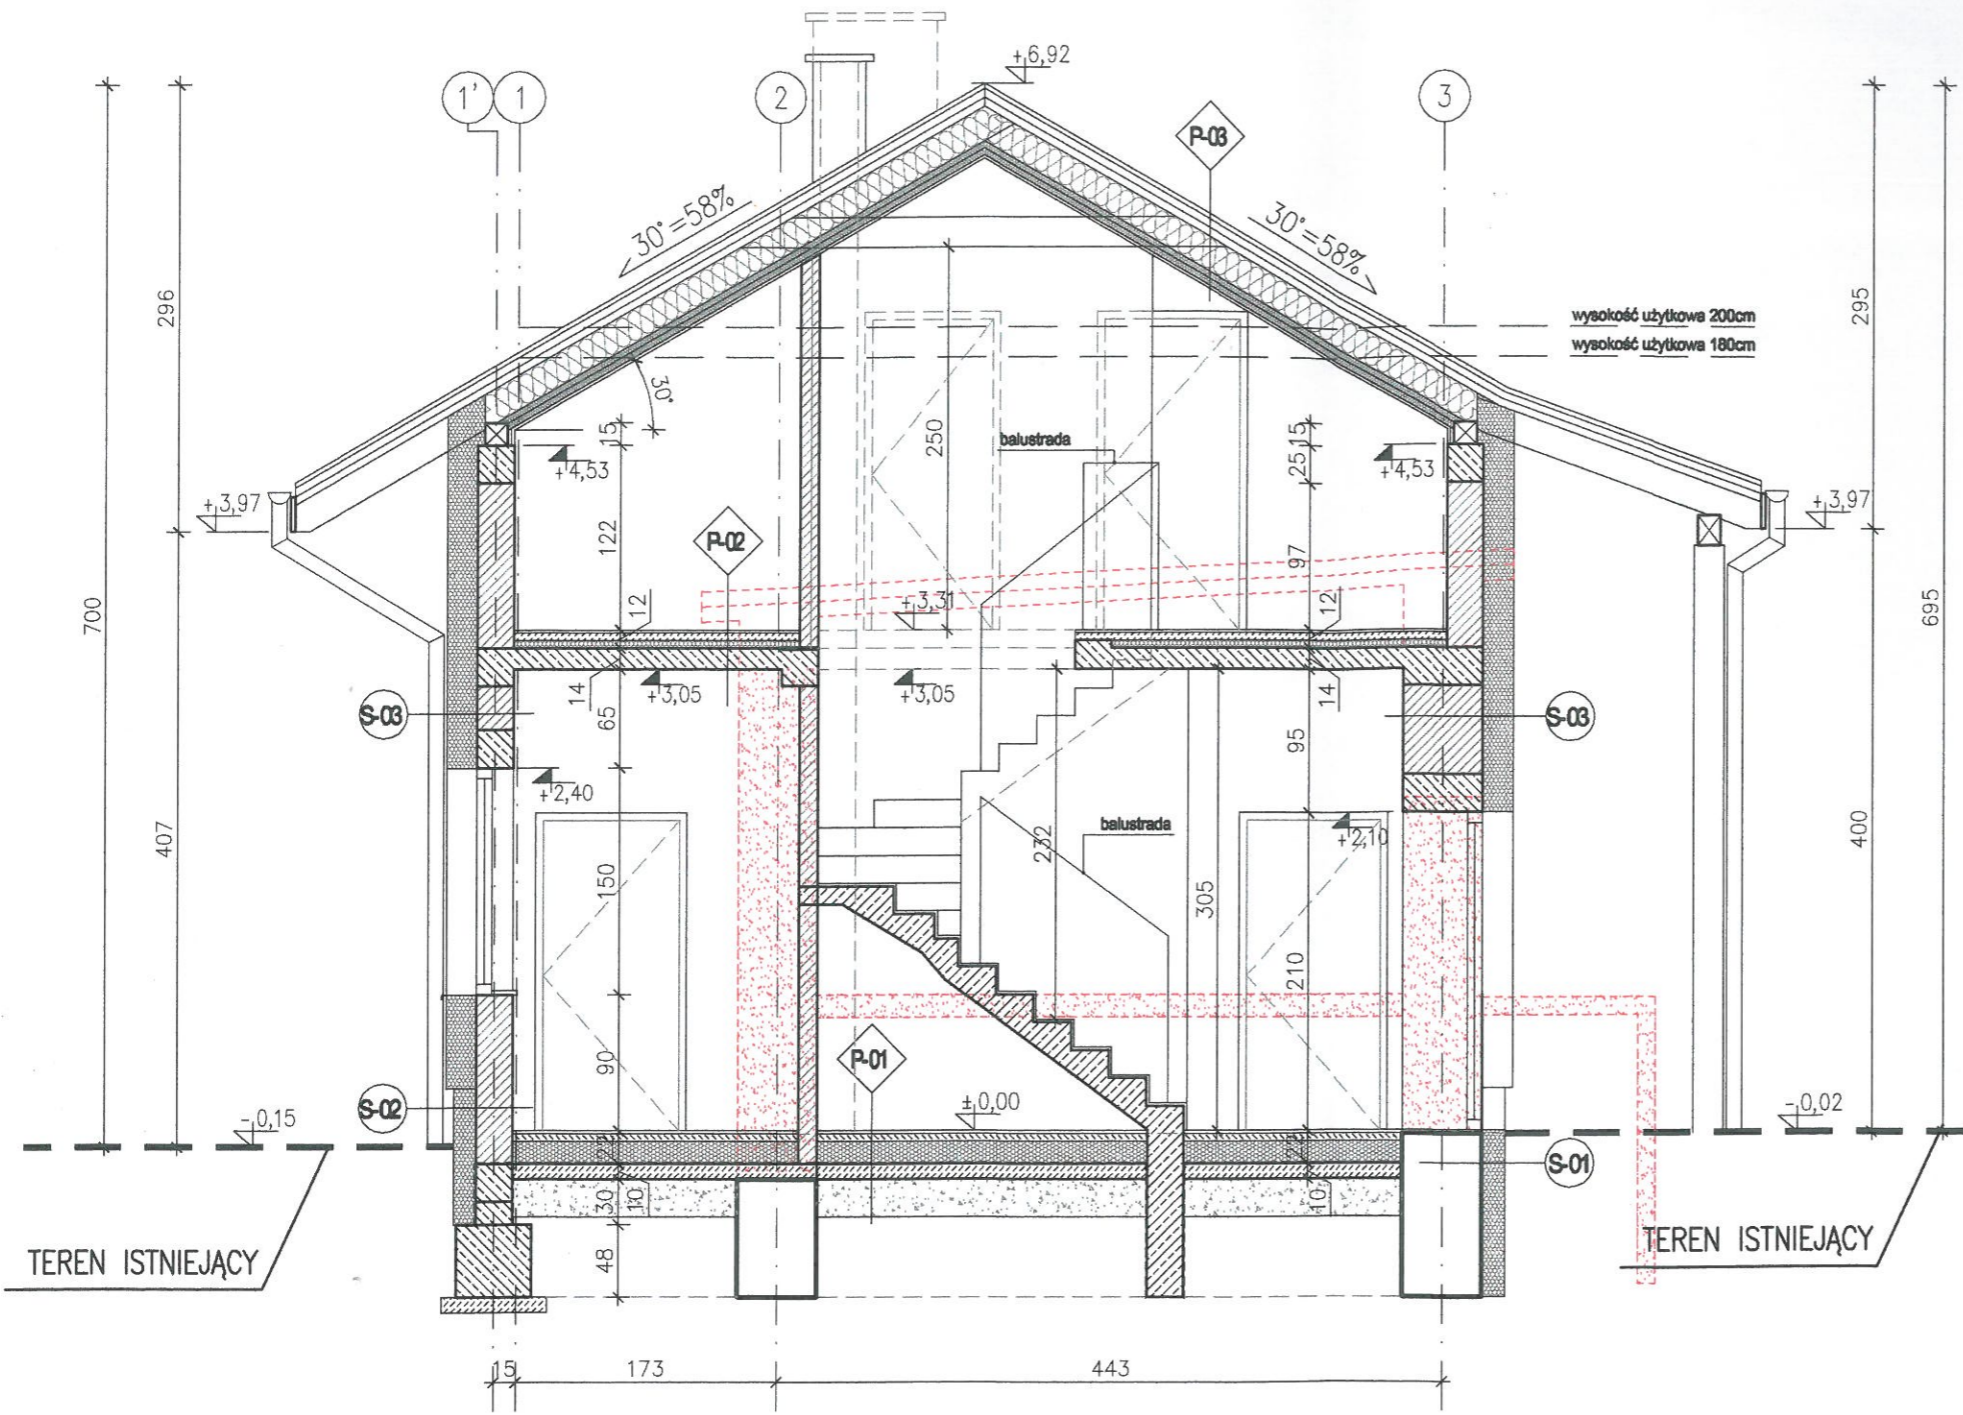 +6,92
1' 1 2 3
P-03
30°=58%
30°=58%
296
295
wysokość użytkowa 200cm
wysokość użytkowa 180cm
30°
15
250
balustrada
25 15
+4,53
+4,53
+3,97
+3,97
P-02
122
97
12
+3,31
12
700
695
14
+3,05
+3,05
14
S-03
65
95
S-03
+2,40
balustrada
+2,10
407
400
150
232
305
210
90
P-01
S-02
±0,00
-0,15
-0,02
22
22
S-01
30
10
10
48
TEREN ISTNIEJĄCY
TEREN ISTNIEJĄCY
15 173 443